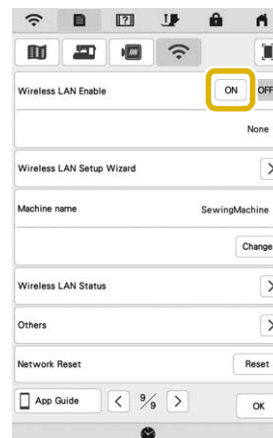 Wireless LAN Enable ON OFF
None
Wireless LAN Setup Wizard
Machine name SewingMachine
Change
Wireless LAN Status
Others
Network Reset Reset
App Guide < 9/9 > OK